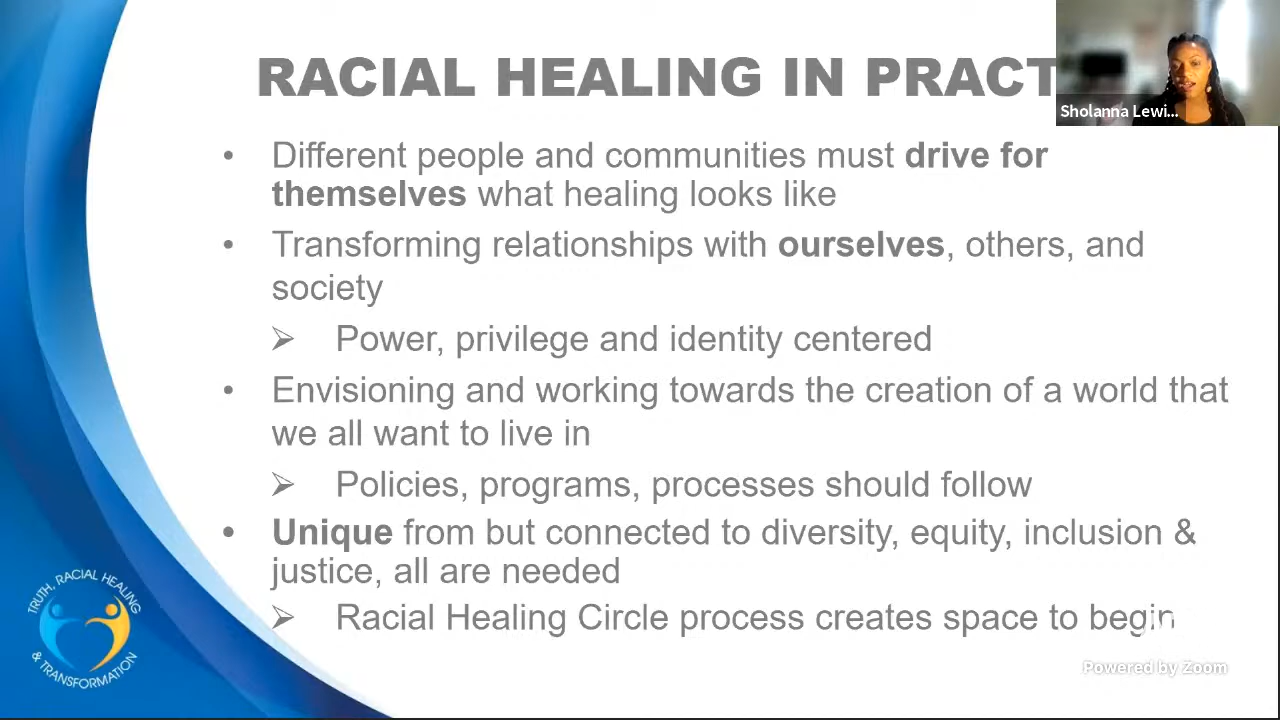 RACIAL HEALING IN PRACT
Sholanna Lewi...
• Different people and communities must drive for
themselves what healing looks like
• Transforming relationships with ourselves, others, and
society
➢ Power, privilege and identity centered
• Envisioning and working towards the creation of a world that
we all want to live in
➢ Policies, programs, processes should follow
• Unique from but connected to diversity, equity, inclusion &
justice, all are needed
➢ Racial Healing Circle process creates space to begin
TRUTH, RACIAL HEALING
& TRANSFORMATION
Powered by Zoom